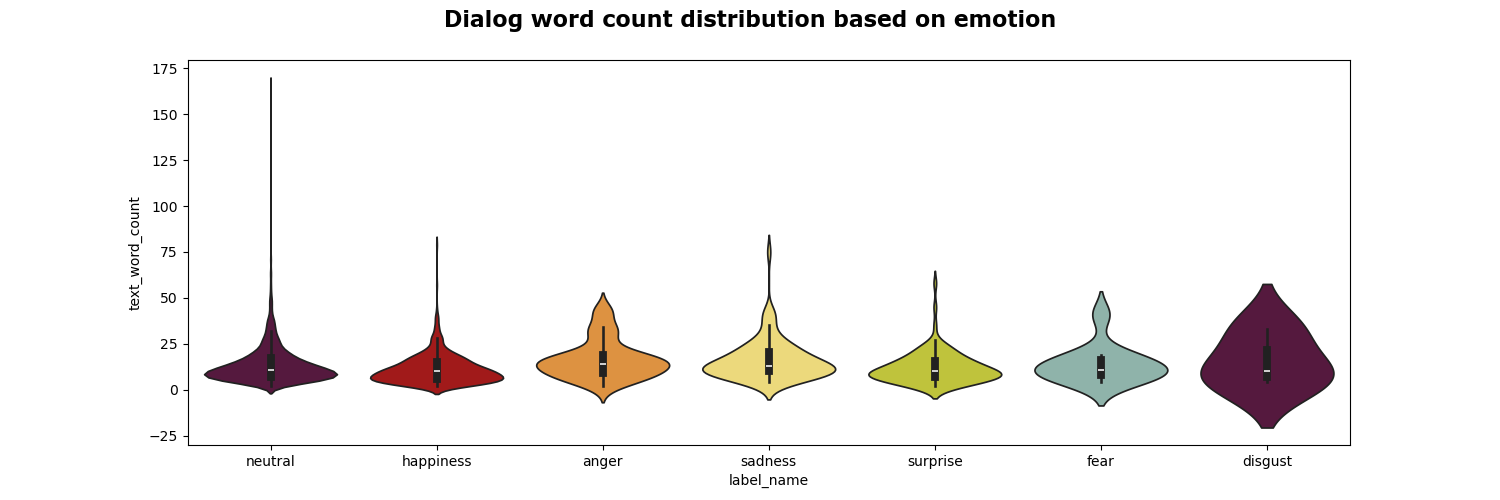 Dialog word count distribution based on emotion
175
150
125
100
75
50
25
0
−25
text_word_count
neutral happiness anger sadness surprise fear disgust
label_name